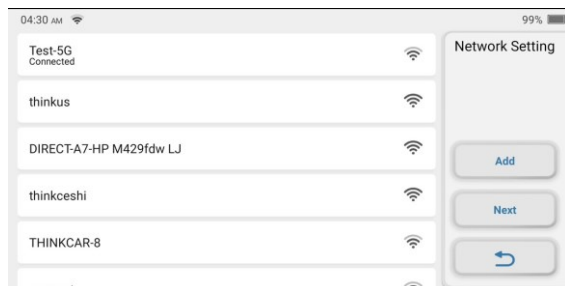 04:30 AM
99%
Test-5G
Connected
thinkus
DIRECT-A7-HP M429fdw LJ
thinkceshi
THINKCAR-8
Network Setting
Add
Next